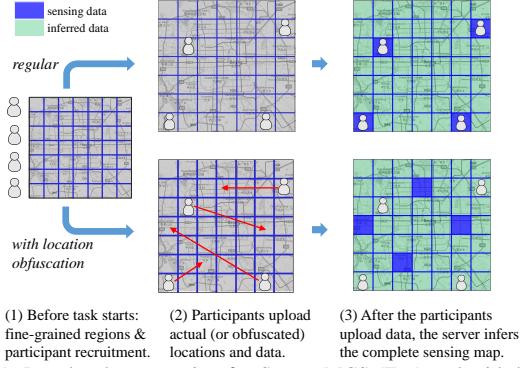 sensing data
inferred data
regular
with location
obfuscation
(1) Before task starts:
fine-grained regions &
participant recruitment.
(2) Participants upload
actual (or obfuscated)
locations and data.
(3) After the participants
upload data, the server infers
the complete sensing map.